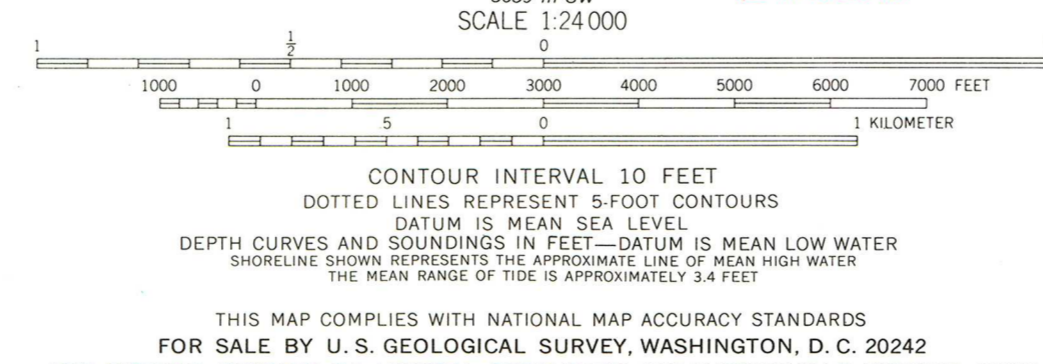 SCALE 1:24 000
1 1/2 0
1000 0 1000 2000 3000 4000 5000 6000 7000 FEET
1 .5 0 1 KILOMETER
CONTOUR INTERVAL 10 FEET
DOTTED LINES REPRESENT 5-FOOT CONTOURS
DATUM IS MEAN SEA LEVEL
DEPTH CURVES AND SOUNDINGS IN FEET—DATUM IS MEAN LOW WATER
SHORELINE SHOWN REPRESENTS THE APPROXIMATE LINE OF MEAN HIGH WATER
THE MEAN RANGE OF TIDE IS APPROXIMATELY 3.4 FEET
THIS MAP COMPLIES WITH NATIONAL MAP ACCURACY STANDARDS
FOR SALE BY U. S. GEOLOGICAL SURVEY, WASHINGTON, D. C. 20242